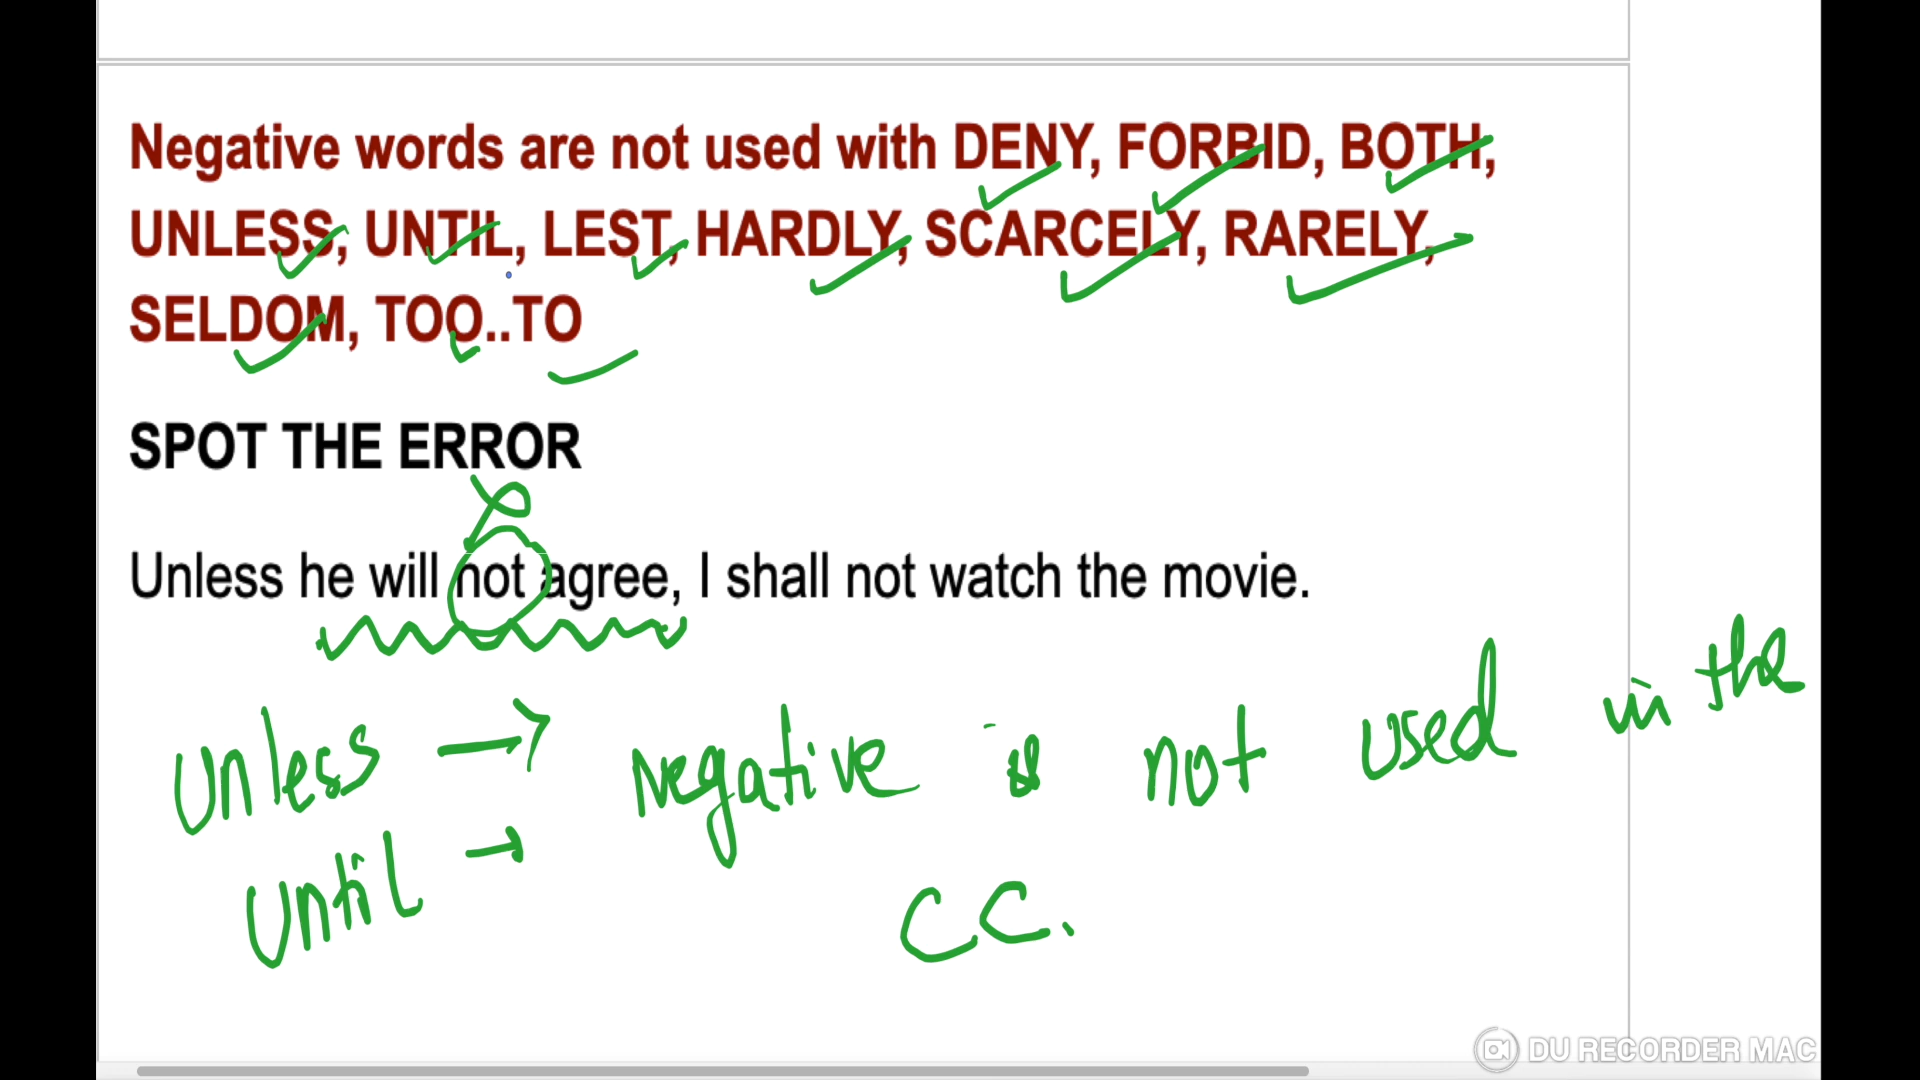 Negative words are not used with DENY, FORBID, BOTH,
UNLESS, UNTIL, LEST, HARDLY, SCARCELY, RARELY,
SELDOM, TOO..TO
SPOT THE ERROR
Unless he will not agree, I shall not watch the movie.
Unless → Negative is not used in the
Until →
CC.
DU RECORDER MAC